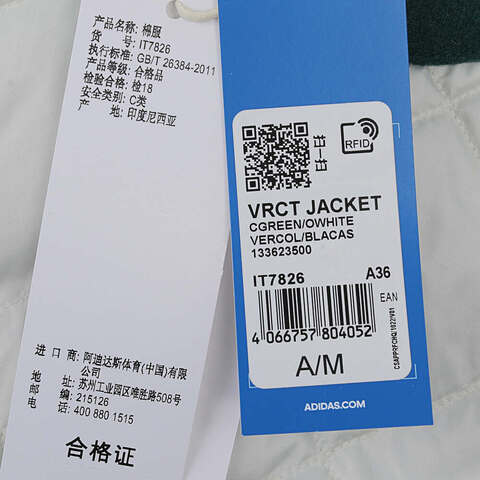 产品名称: 棉服
货 号: IT7826
执行标准: GB/T 26384-2011
产品等级: 合格品
检验合格: 检18
安全类别: C类
产 地: 印度尼西亚
进 口 商: 阿迪达斯体育(中国)有限
公司
地 址: 苏州工业园区唯胜路508号
邮 编: 215126
电 话: 400 880 1515
合格证
RFID
VRCT JACKET
CGREEN/OWHITE
VERCOL/BLACAS
133623500
IT7826 A36
EAN
4 066757 804052
A/M
CSAPPRFCHQ/1022/V01
ADIDAS.COM